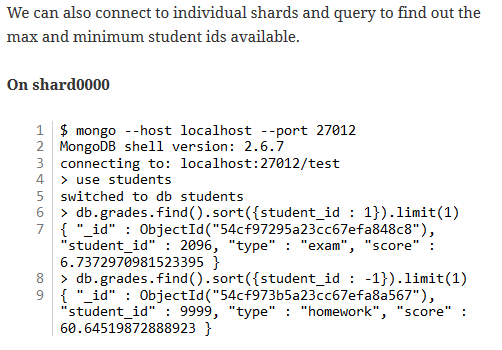 We can also connect to individual shards and query to find out the
max and minimum student ids available.
On shard0000
1 $ mongo --host localhost --port 27012
2 MongoDB shell version: 2.6.7
3 connecting to: localhost:27012/test
4 > use students
5 switched to db students
6 > db.grades.find().sort({student_id : 1}).limit(1)
7 { "_id" : ObjectId("54cf97295a23cc67efa848c8"),
"student_id" : 2096, "type" : "exam", "score" :
6.7372970981523395 }
8 > db.grades.find().sort({student_id : -1}).limit(1)
9 { "_id" : ObjectId("54cf973b5a23cc67efa8a567"),
"student_id" : 9999, "type" : "homework", "score" :
60.64519872888923 }